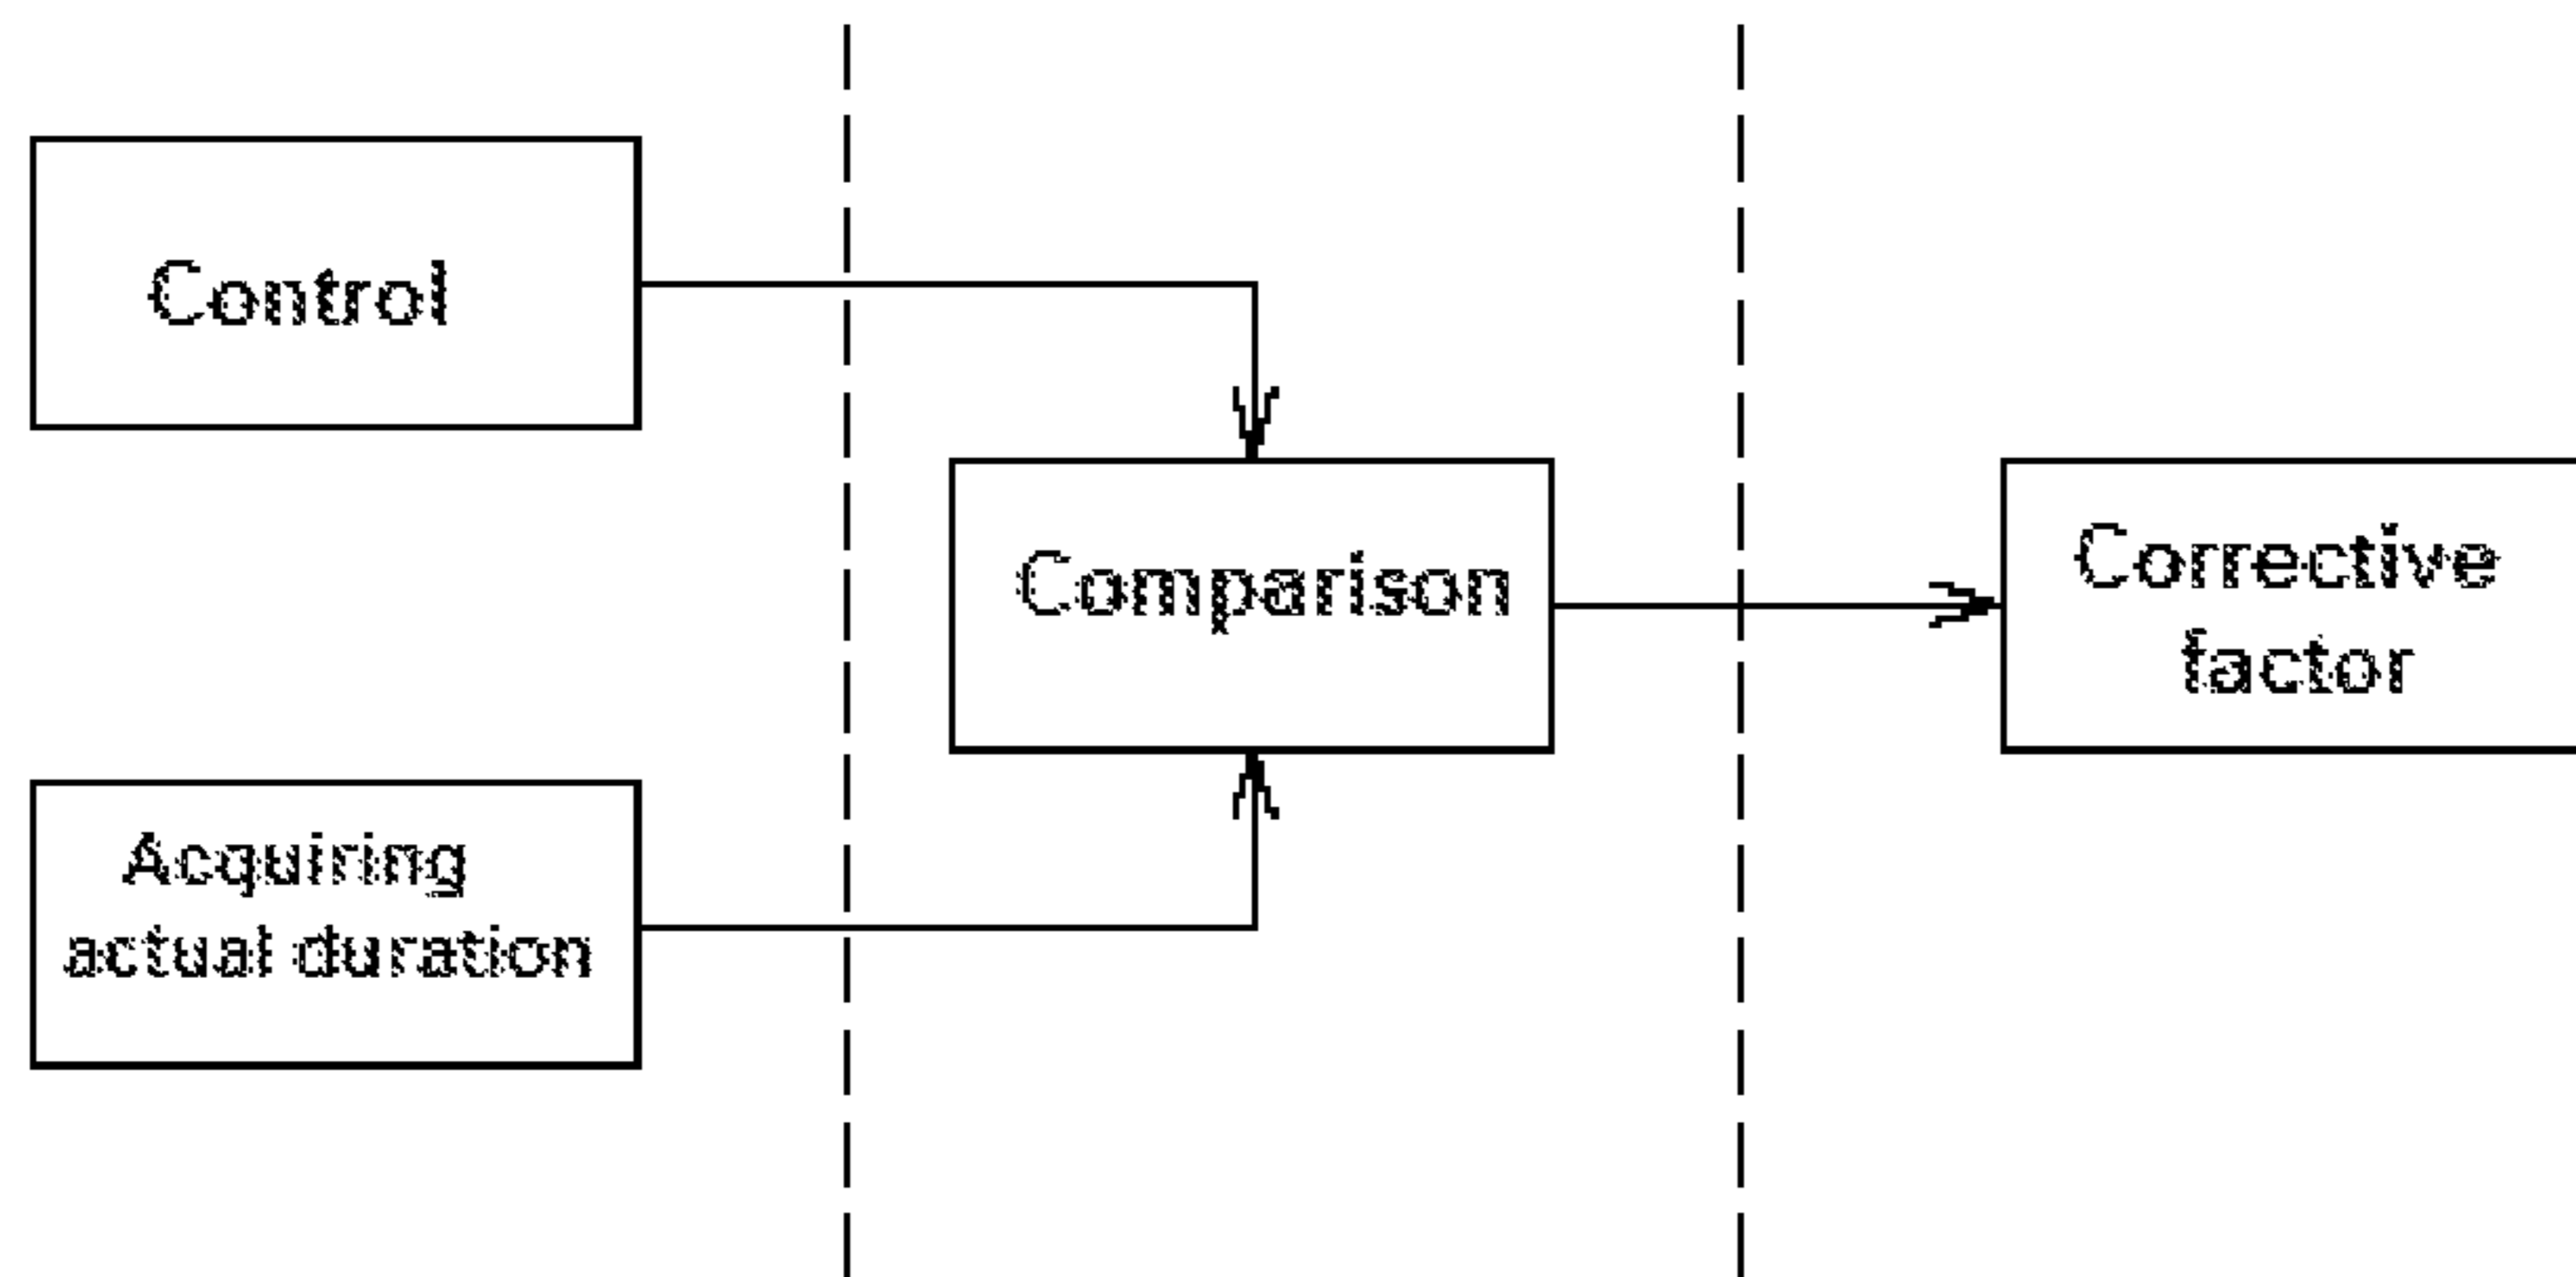 Control
Comparison
Corrective
factor
Acquiring
actual duration